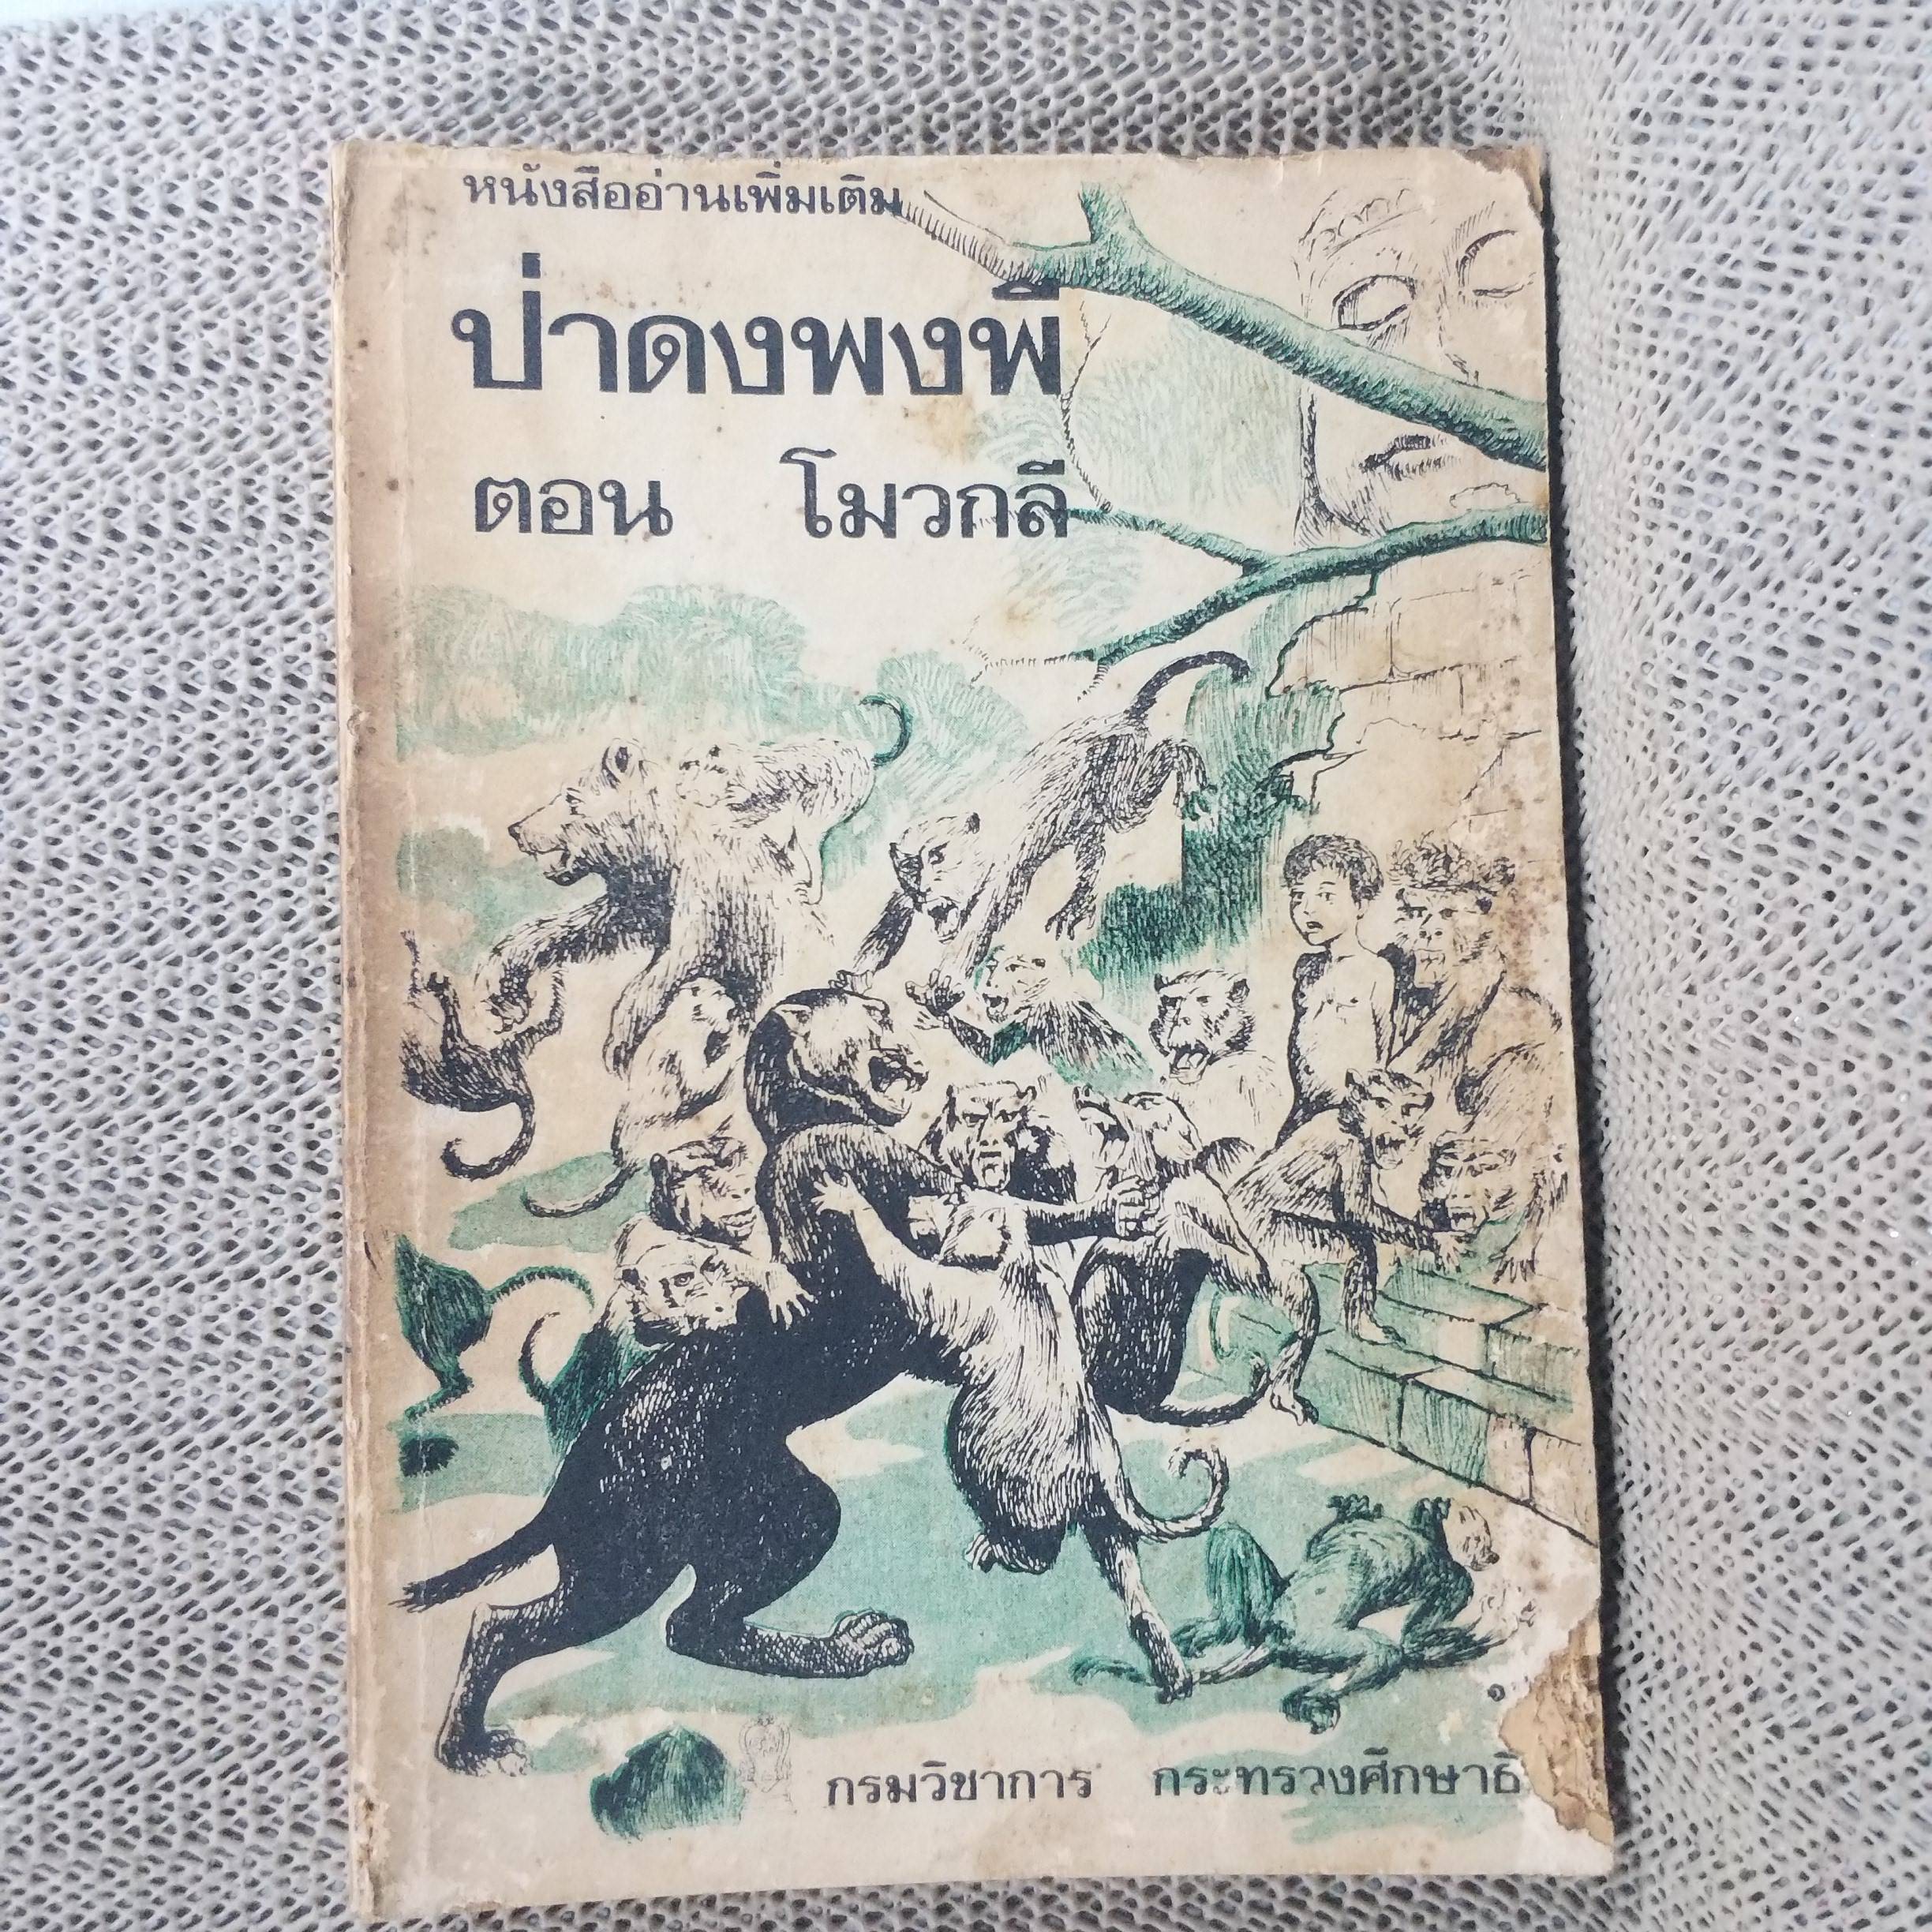 หนังสืออ่านเพิ่มเติม
ป่าดงพงพี
ตอน โมวกลี
กรมวิชาการ กระทรวงศึกษาธิ